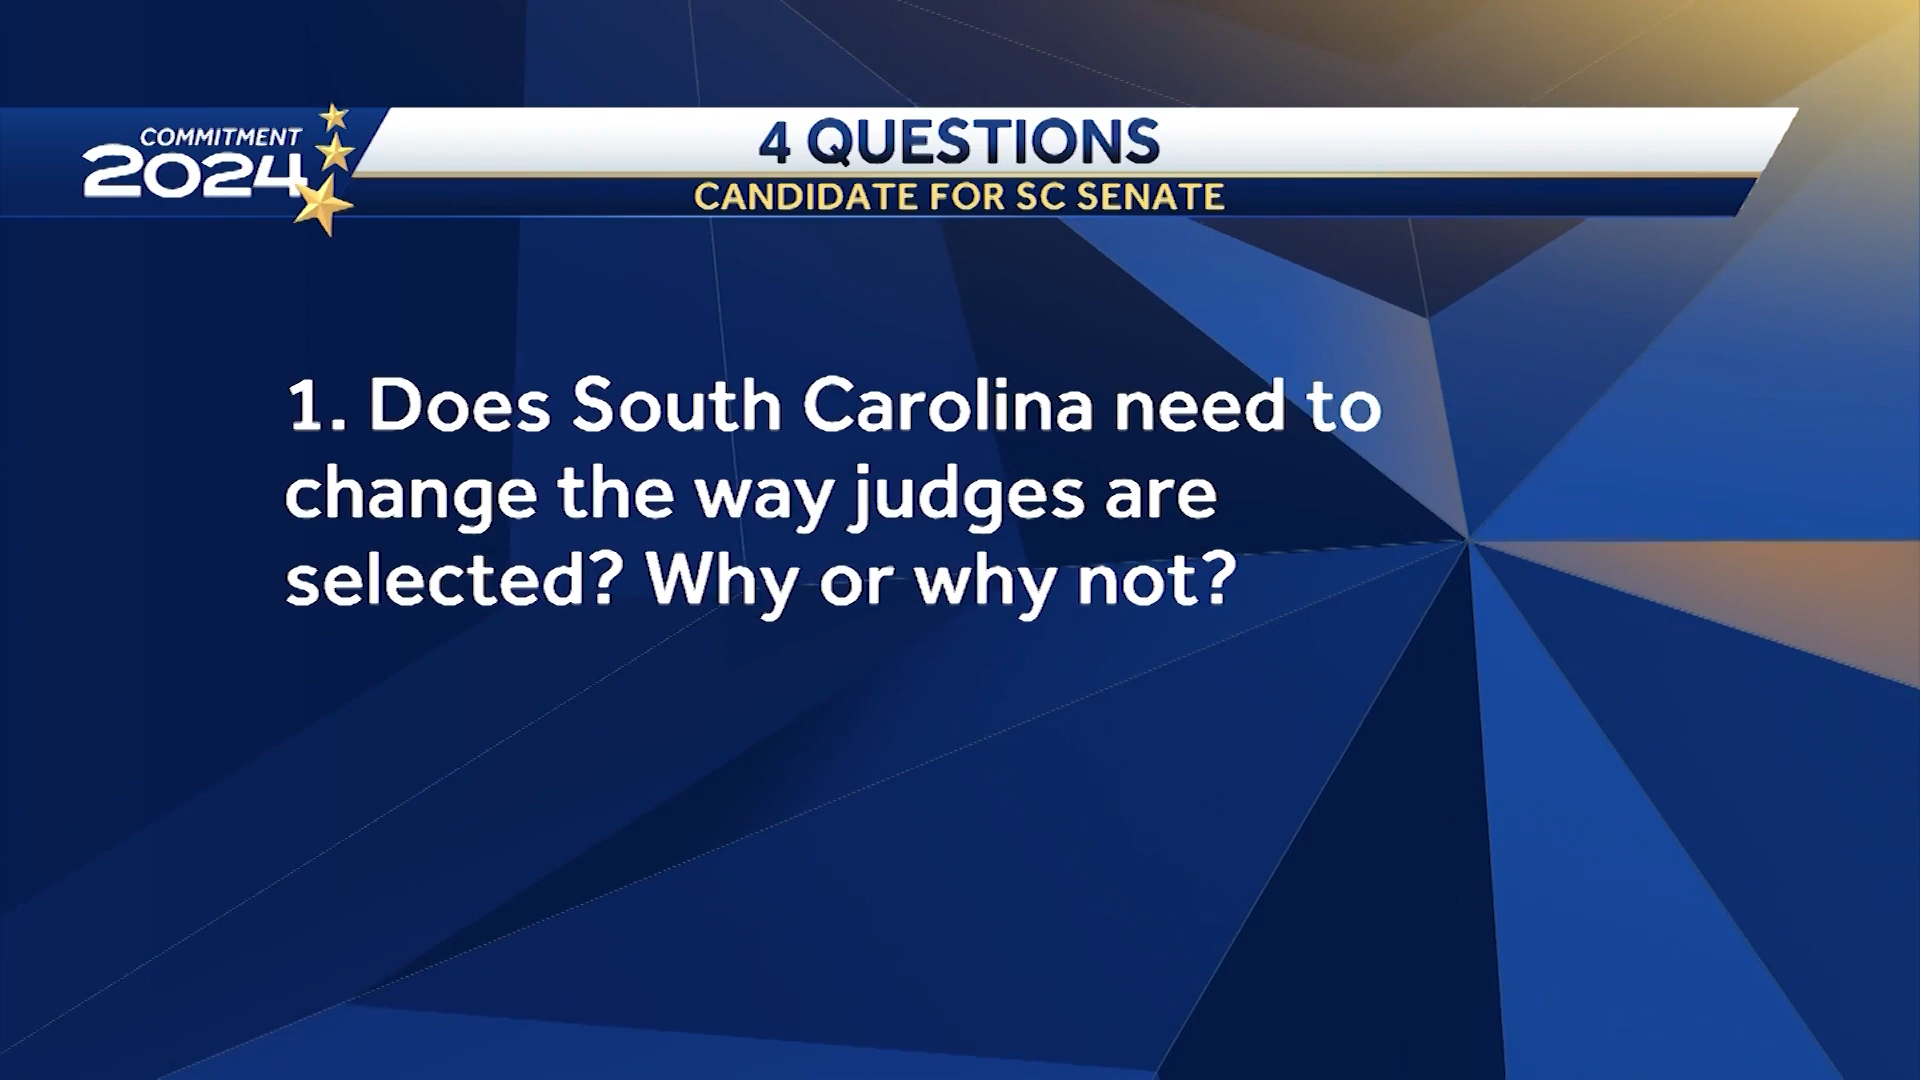 COMMITMENT
2024
4 QUESTIONS
CANDIDATE FOR SC SENATE
1. Does South Carolina need to
change the way judges are
selected? Why or why not?